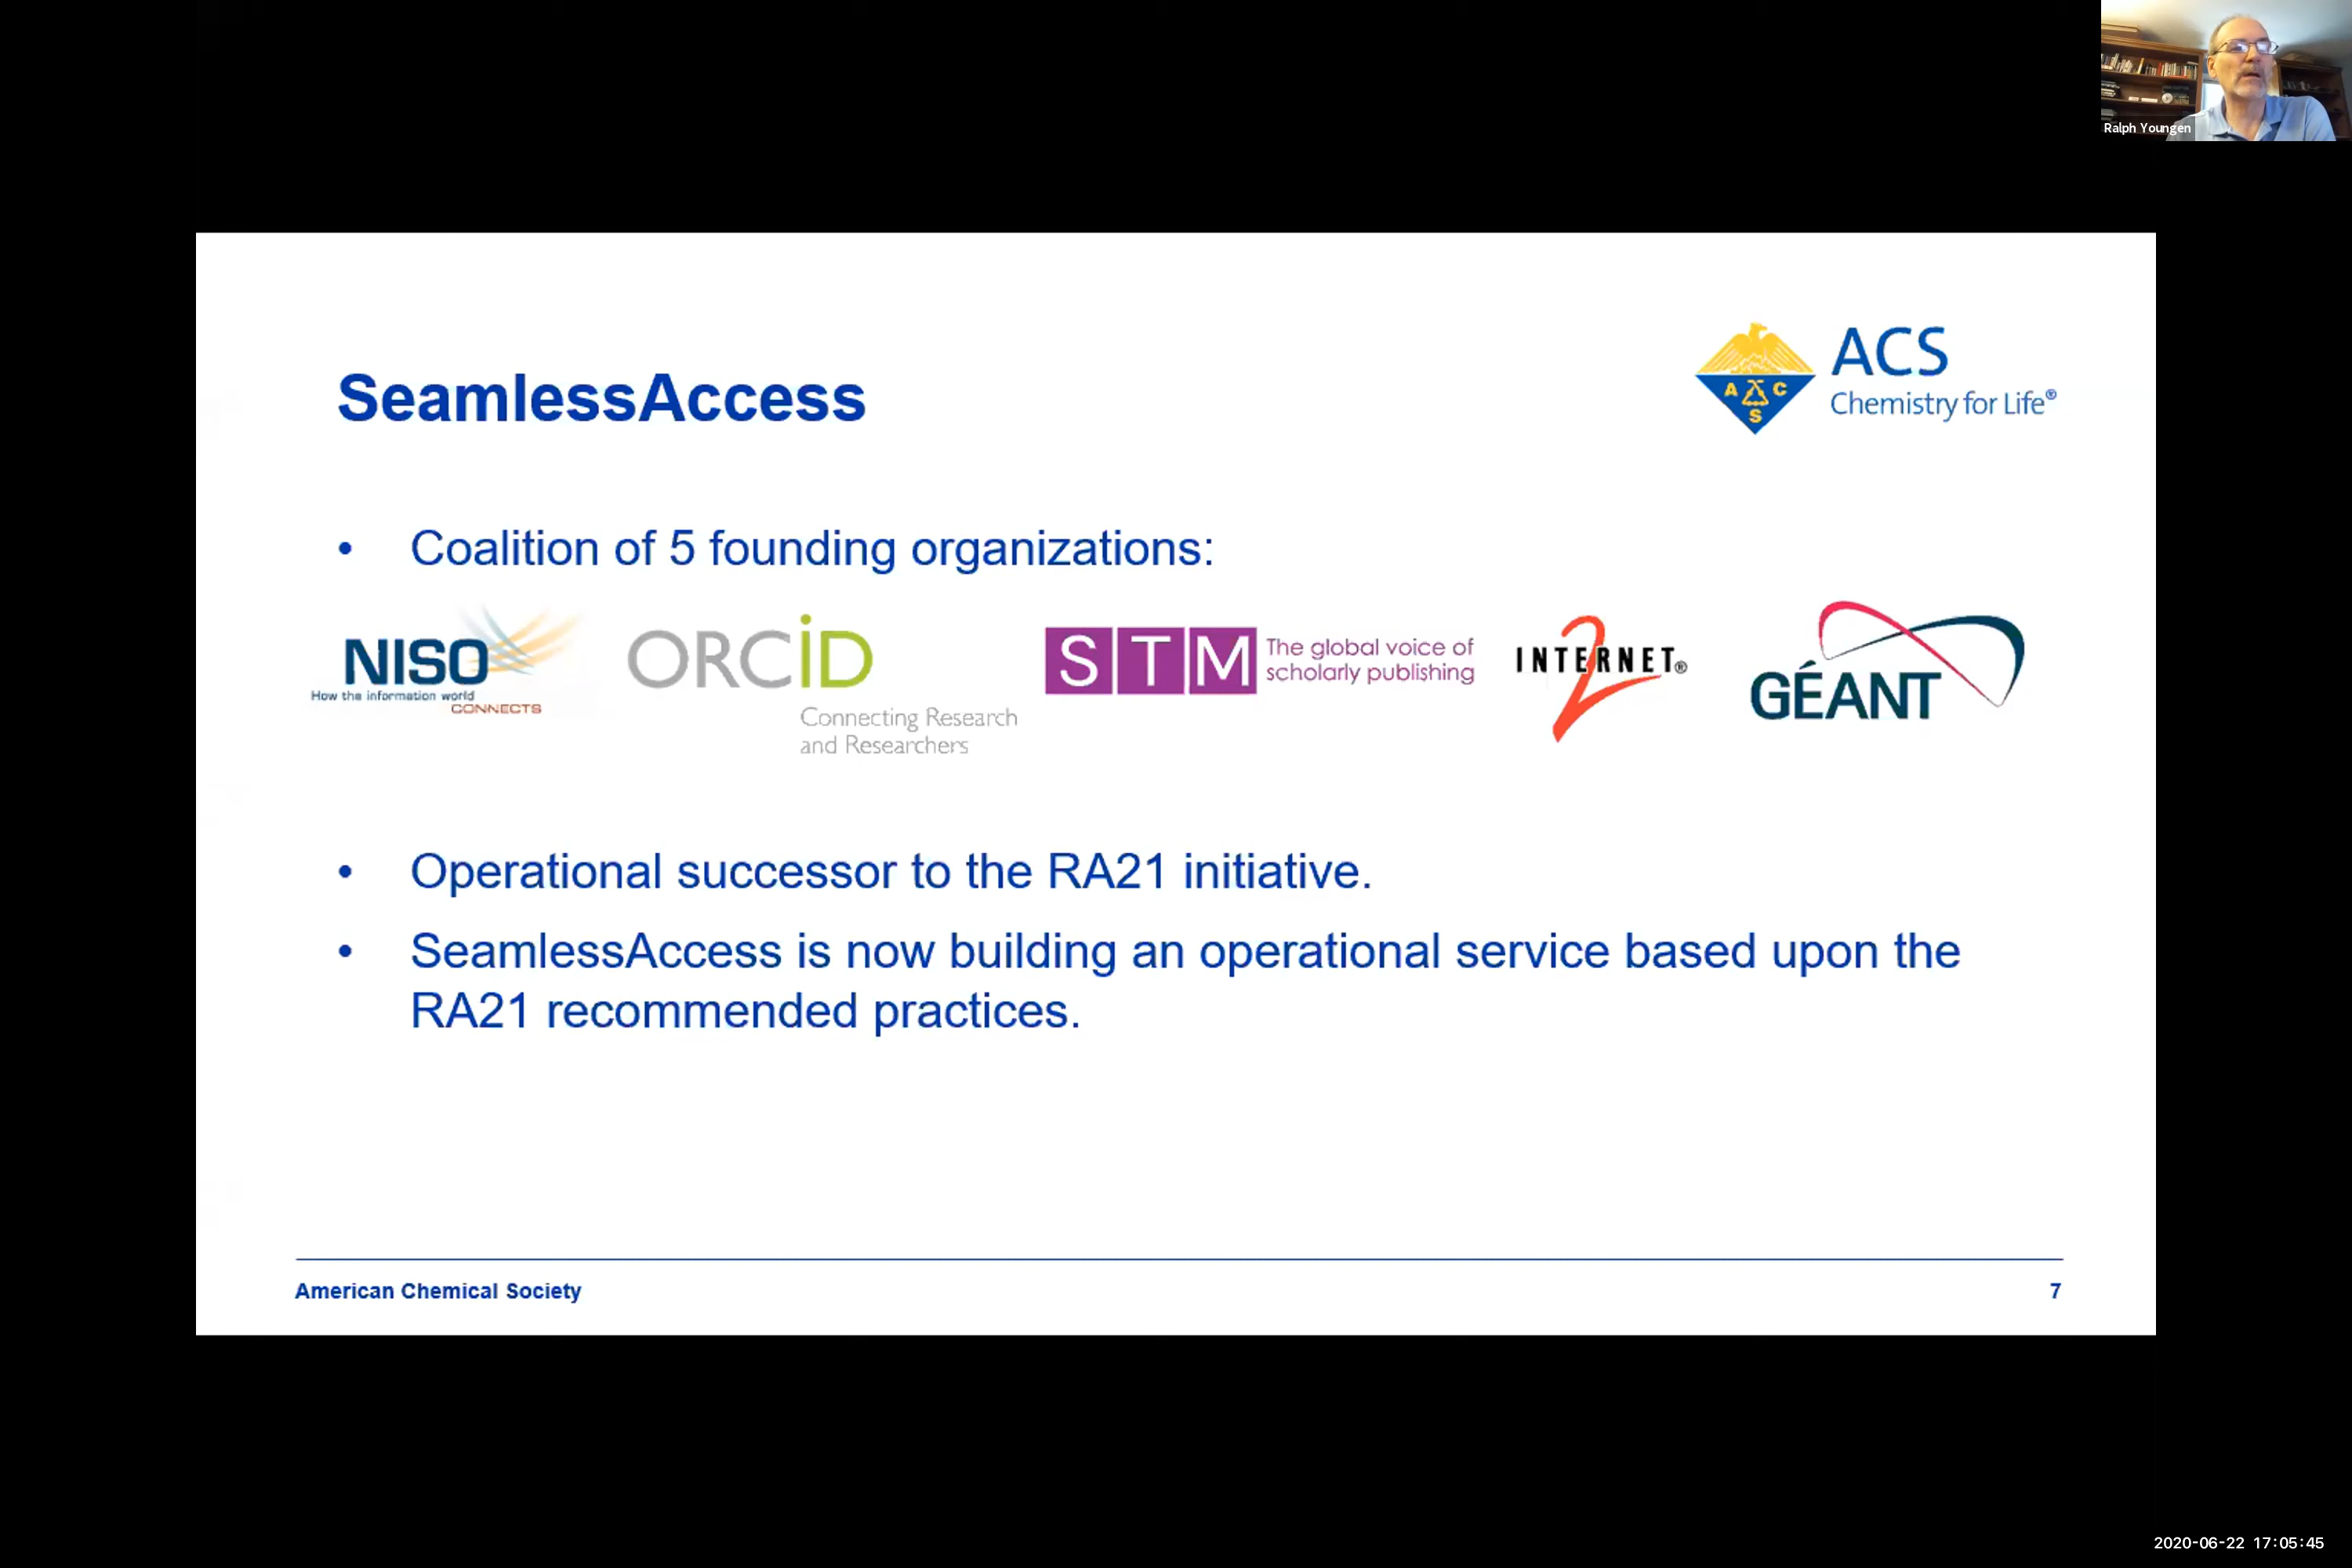 Ralph Youngen
SeamlessAccess
A C S
ACS
Chemistry for Life®
• Coalition of 5 founding organizations:
NISO
How the information world
CONNECTS
ORCID
Connecting Research
and Researchers
STM
The global voice of
scholarly publishing
INTERNET®
2
GÉANT
• Operational successor to the RA21 initiative.
• SeamlessAccess is now building an operational service based upon the
RA21 recommended practices.
American Chemical Society
7
2020-06-22 17:05:45